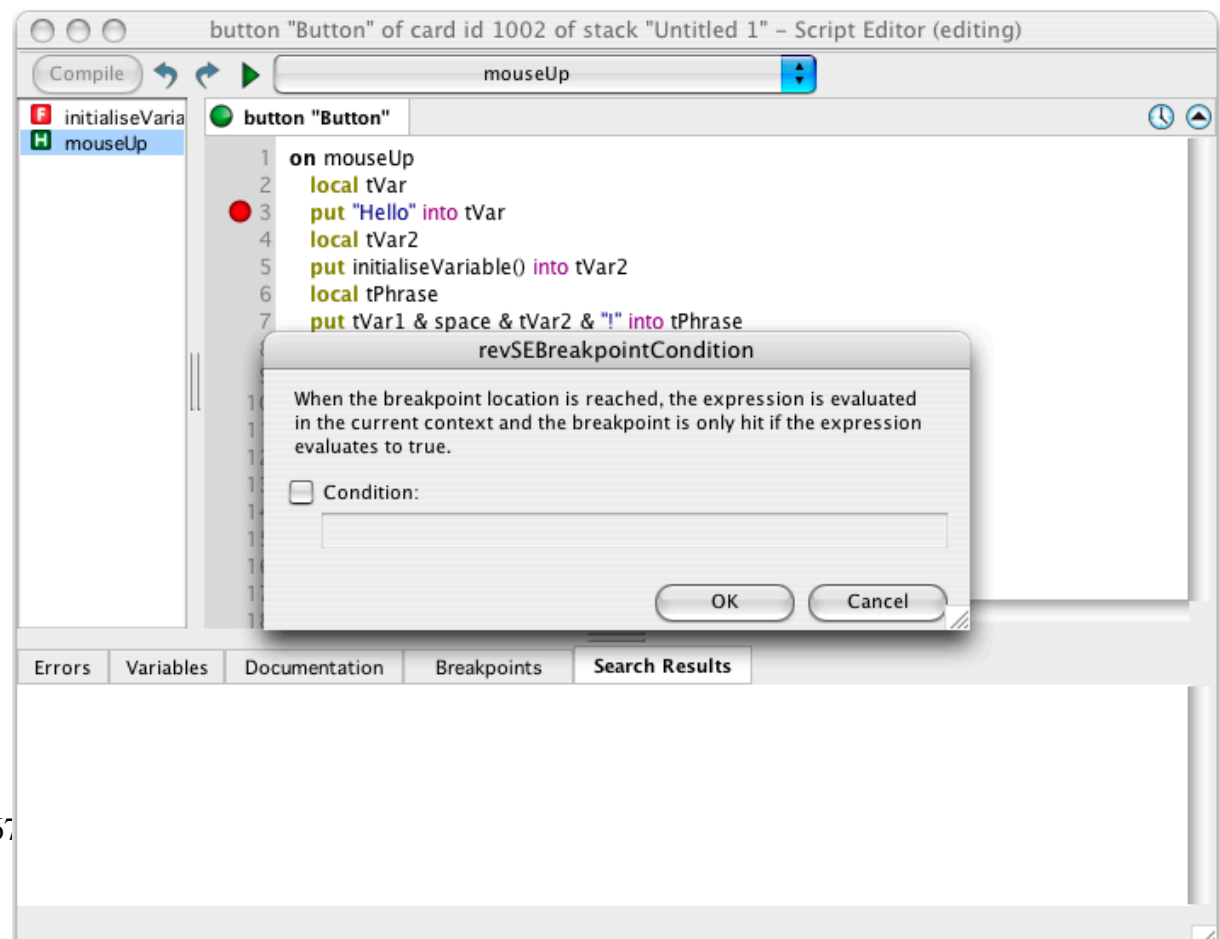 button "Button" of card id 1002 of stack "Untitled 1" – Script Editor (editing)
Compile
mouseUp
F initialiseVaria
H mouseUp
button "Button"
1 on mouseUp
2 local tVar
3 put "Hello" into tVar
4 local tVar2
5 put initialiseVariable() into tVar2
6 local tPhrase
7 put tVar1 & space & tVar2 & "!" into tPhrase
revSEBreakpointCondition
When the breakpoint location is reached, the expression is evaluated
in the current context and the breakpoint is only hit if the expression
evaluates to true.
Condition:
OK Cancel
Errors Variables Documentation Breakpoints Search Results